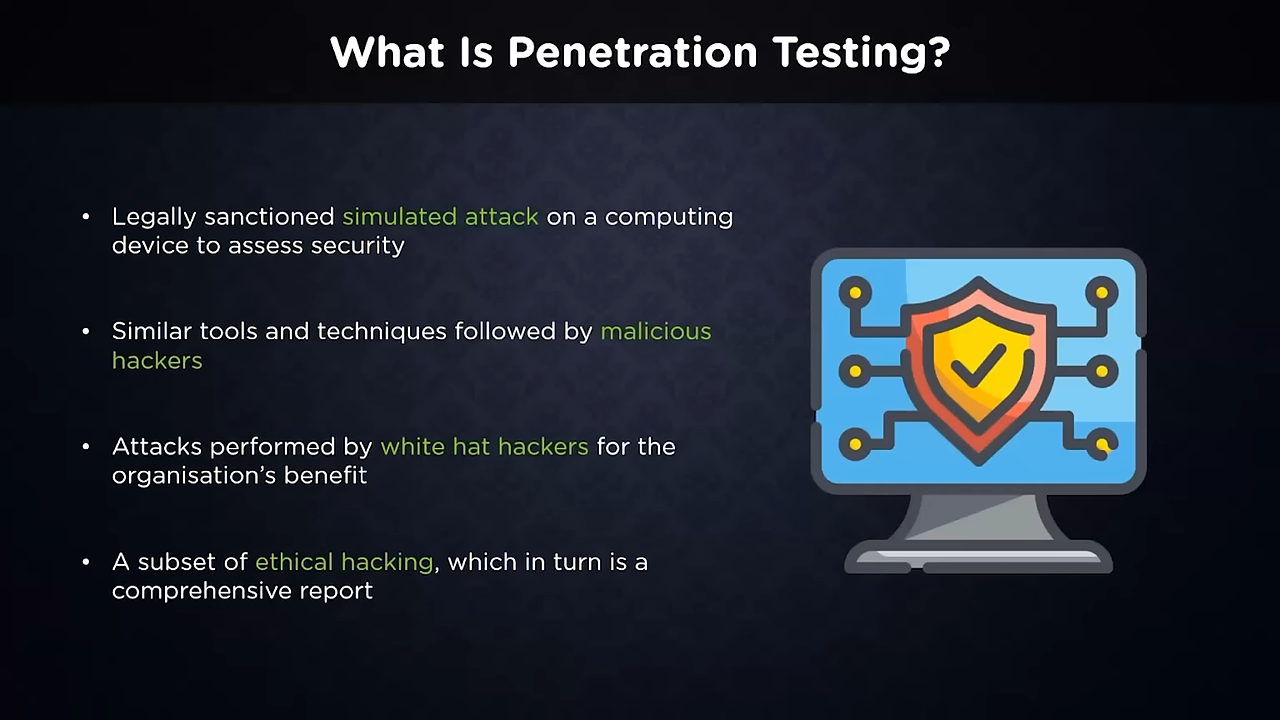 What Is Penetration Testing?
• Legally sanctioned simulated attack on a computing
device to assess security
• Similar tools and techniques followed by malicious
hackers
• Attacks performed by white hat hackers for the
organisation’s benefit
• A subset of ethical hacking, which in turn is a
comprehensive report